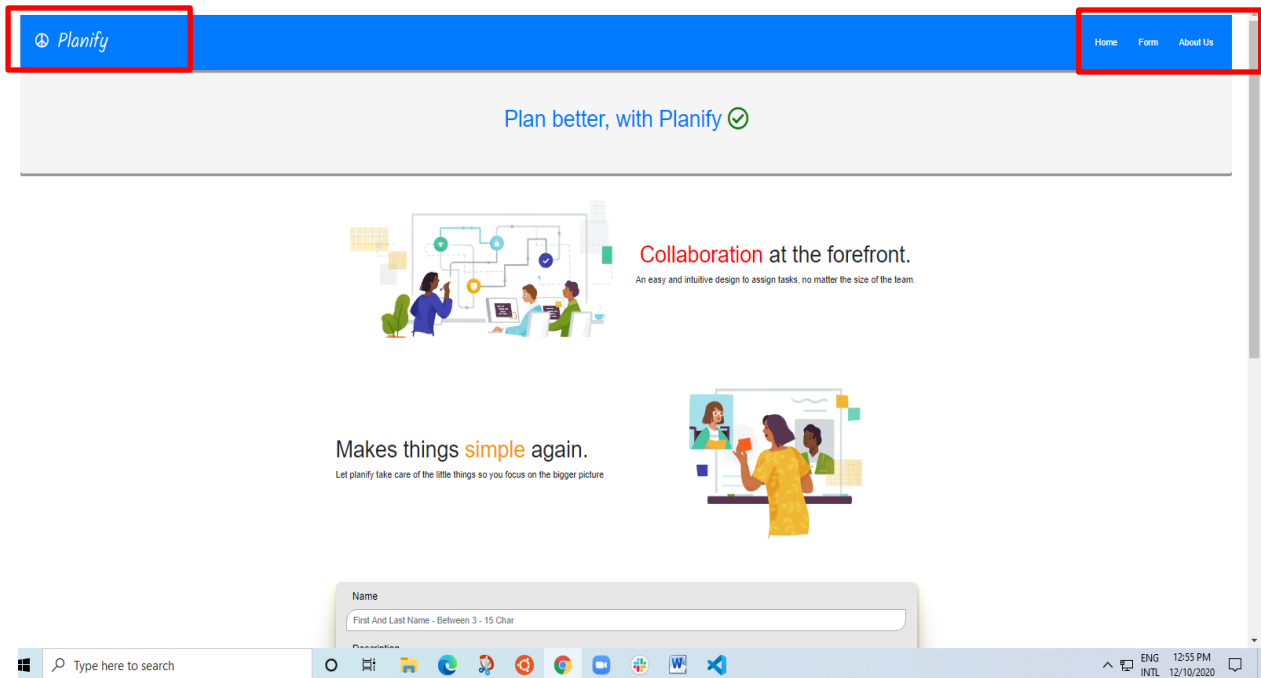 Planify
Home Form About Us
Plan better, with Planify
Collaboration at the forefront.
An easy and intuitive design to assign tasks, no matter the size of the team.
Makes things simple again.
Let planify take care of the little things so you focus on the bigger picture
Name
First And Last Name - Between 3 - 15 Char
Description
Type here to search
ENG
INTL
12:55 PM
12/10/2020